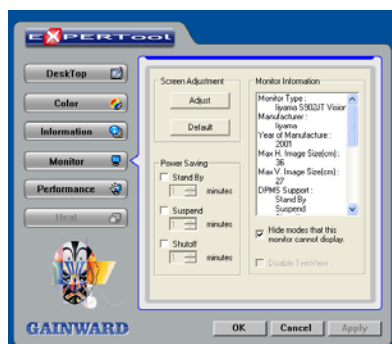 EXPERTool
DeskTop
Color
Information
Monitor
Performance
Heat
GAINWARD
Screen Adjustment
Adjust
Default
Power Saving
Stand By
1 minutes
Suspend
1 minutes
Shutoff
1 minutes
Monitor Information
Monitor Type :
Iiyama S902JT Vision
Manufacturer :
Iiyama
Year of Manufacture :
2001
Max H. Image Size(cm) :
36
Max V. Image Size(cm) :
27
DPMS Support :
Stand By
Suspend
Hide modes that this
monitor cannot display.
Disable TwinView
OK
Cancel
Apply